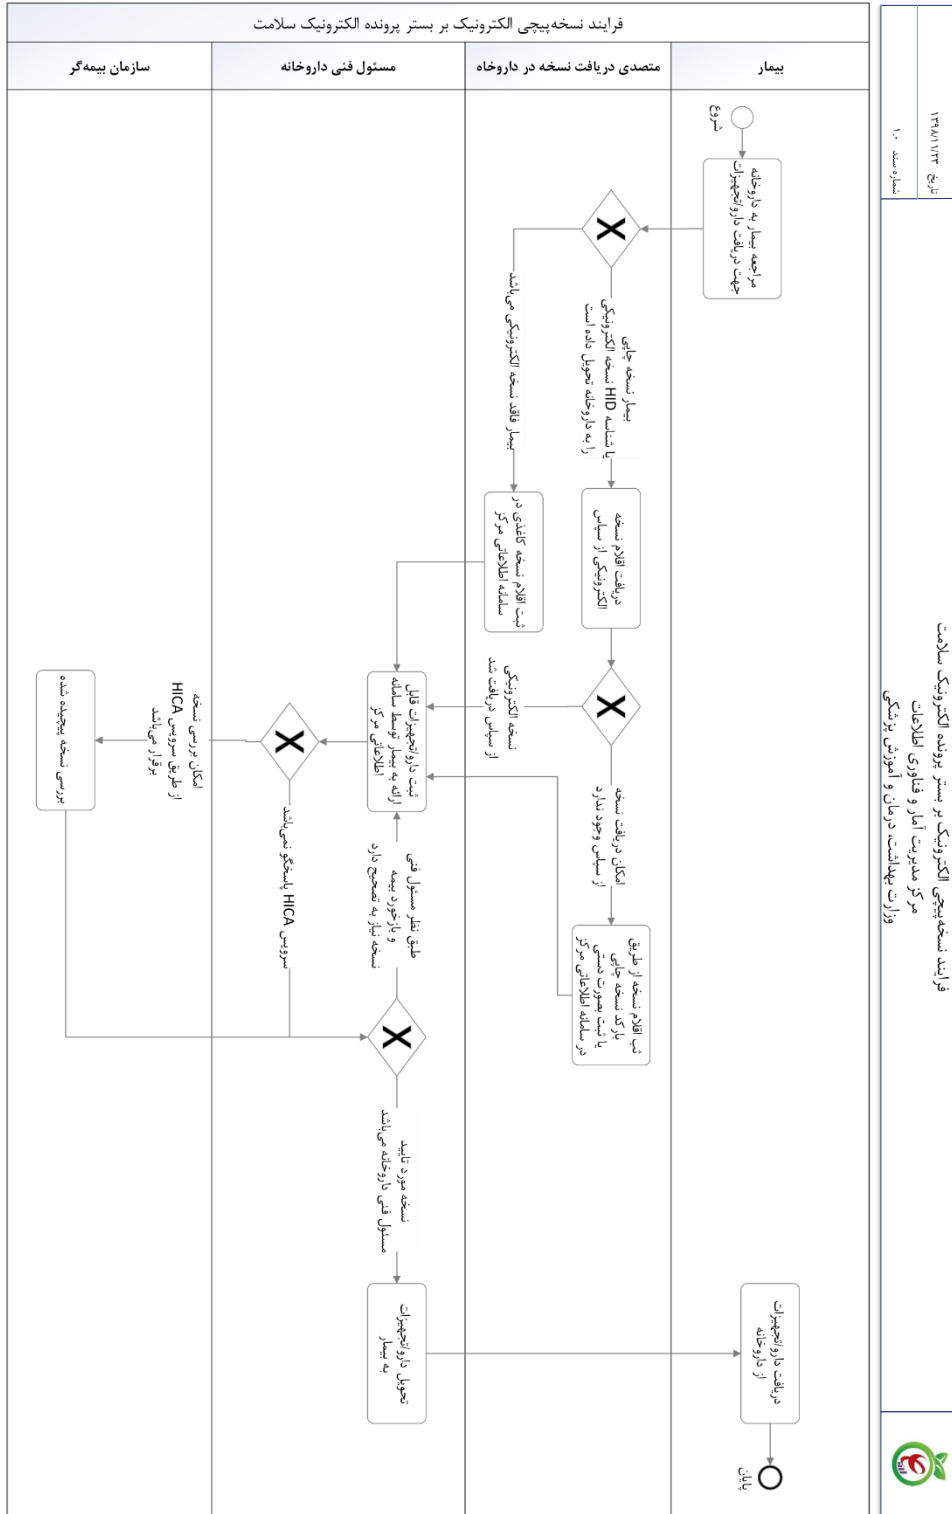 فرایند نسخه‌پیچی الکترونیک بر بستر پرونده الکترونیک سلامت
مرکز مدیریت آمار و فناوری اطلاعات
وزارت بهداشت، درمان و آموزش پزشکی
تاریخ ۱۳۹۸/۱۱/۲۳
شماره سند ۱.۰
فرایند نسخه‌پیچی الکترونیک بر بستر پرونده الکترونیک سلامت
بیمار
متصدی دریافت نسخه در داروخاه
مسئول فنی داروخانه
سازمان بیمه‌گر
شروع
مراجعه بیمار به داروخانه
جهت دریافت دارو/تجهیزات
بیمار نسخه چاپی
یا شناسه HID نسخه الکترونیکی
را به داروخانه تحویل داده است
بیمار فاقد نسخه الکترونیکی می‌باشد
دریافت اقلام نسخه
الکترونیکی از سپاس
ثبت اقلام نسخه کاغذی در
سامانه اطلاعاتی مرکز
نسخه الکترونیکی
از سپاس دریافت شد
امکان دریافت نسخه
از سپاس وجود ندارد
ثب اقلام نسخه از طریق
بارکد نسخه چاپی
یا ثبت بصورت دستی
در سامانه اطلاعاتی مرکز
ثبت دارو/تجهیزات قابل
ارائه به بیمار توسط سامانه
اطلاعاتی مرکز
امکان بررسی نسخه
از طریق سرویس HICA
برقرار می‌باشد
بررسی نسخه پیچیده شده
سرویس HICA پاسخگو نمی‌باشد
طبق نظر مسئول فنی
و بازخورد بیمه
نسخه نیاز به تصحیح دارد
نسخه مورد تایید
مسئول فنی داروخانه می‌باشد
تحویل دارو/تجهیزات
به بیمار
دریافت دارو/تجهیزات
از داروخانه
پایان